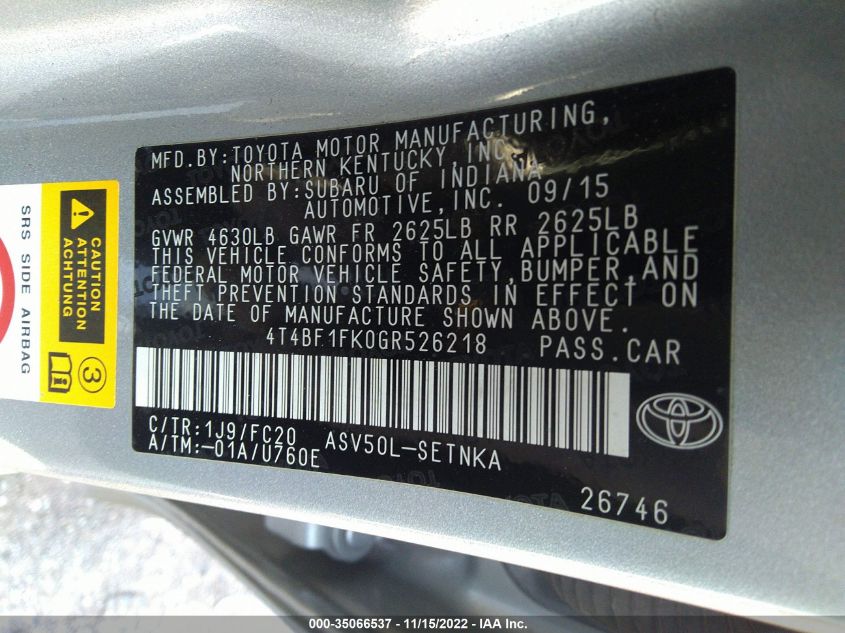 MFD.BY:TOYOTA MOTOR MANUFACTURING,
NORTHERN KENTUCKY, INC.
ASSEMBLED BY:SUBARU OF INDIANA
AUTOMOTIVE,INC. 09/15
GVWR 4630LB GAWR FR 2625LB RR 2625LB
THIS VEHICLE CONFORMS TO ALL APPLICABLE
FEDERAL MOTOR VEHICLE SAFETY,BUMPER,AND
THEFT PREVENTION STANDARDS IN EFFECT ON
THE DATE OF MANUFACTURE SHOWN ABOVE.
4T4BF1FK0GR526218 PASS.CAR
C/TR:1J9/FC20 ASV50L-SETNKA
A/TM:-01A/U760E
26746
CAUTION
ATTENTION
ACHTUNG
SRS SIDE AIRBAG
3
000-35066537 - 11/15/2022 - IAA Inc.